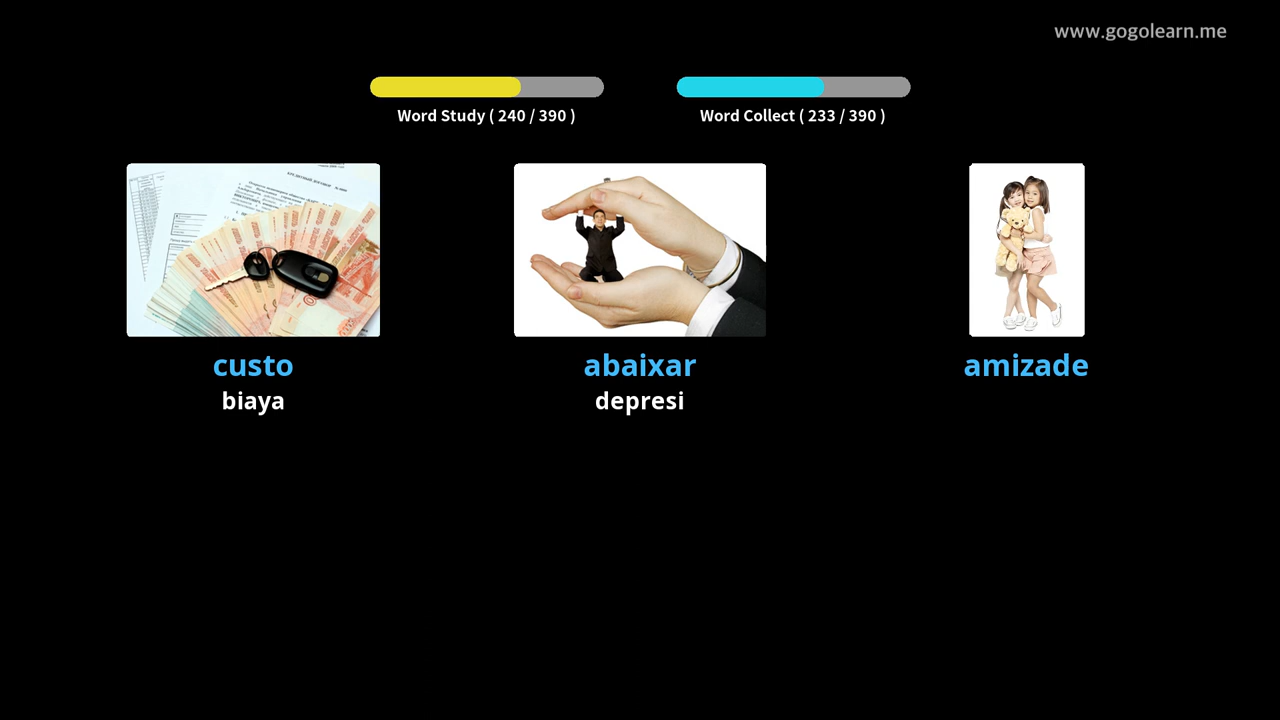 www.gogolearn.me
Word Study ( 240 / 390 )
Word Collect ( 233 / 390 )
custo
biaya
abaixar
depresi
amizade